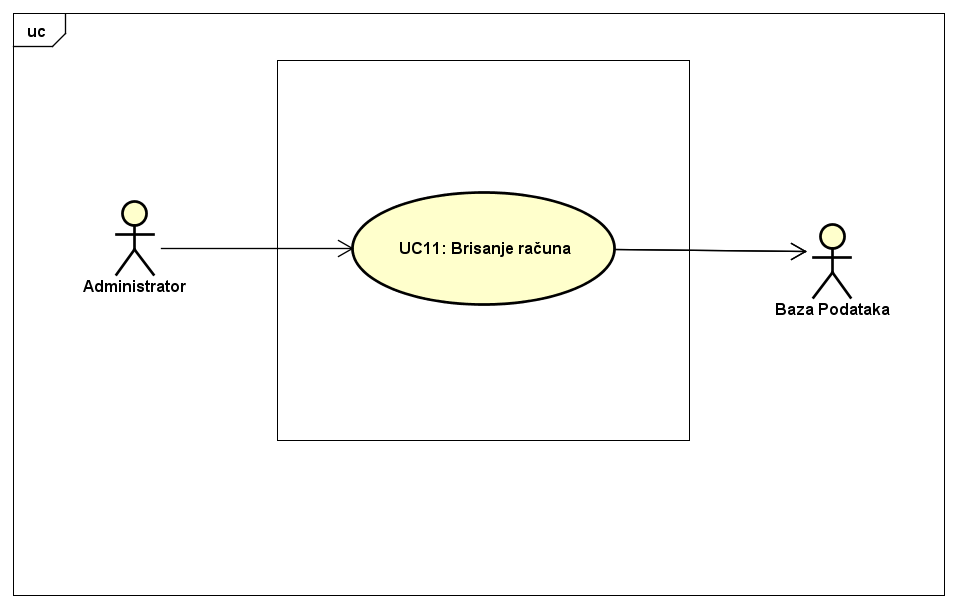 uc
UC11: Brisanje računa
Administrator
Baza Podataka